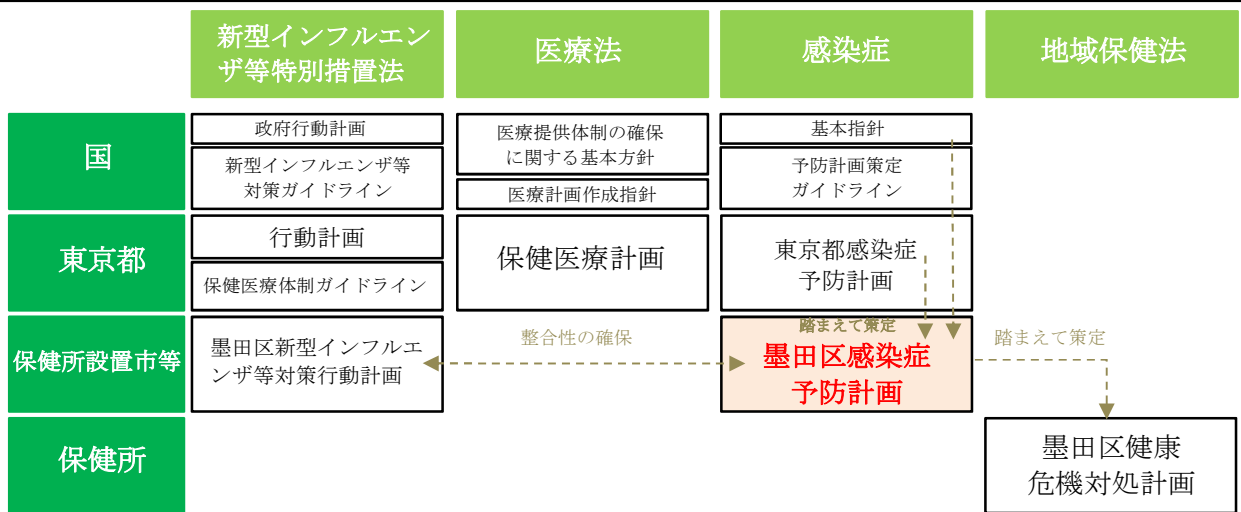 新型インフルエン
ザ等特別措置法
医療法
感染症
地域保健法
国
政府行動計画
新型インフルエンザ等
対策ガイドライン
医療提供体制の確保
に関する基本方針
医療計画作成指針
基本指針
予防計画策定
ガイドライン
東京都
行動計画
保健医療体制ガイドライン
保健医療計画
東京都感染症
予防計画
保健所設置市等
墨田区新型インフルエ
ンザ等対策行動計画
整合性の確保
踏まえて策定
墨田区感染症
予防計画
踏まえて策定
保健所
墨田区健康
危機対処計画